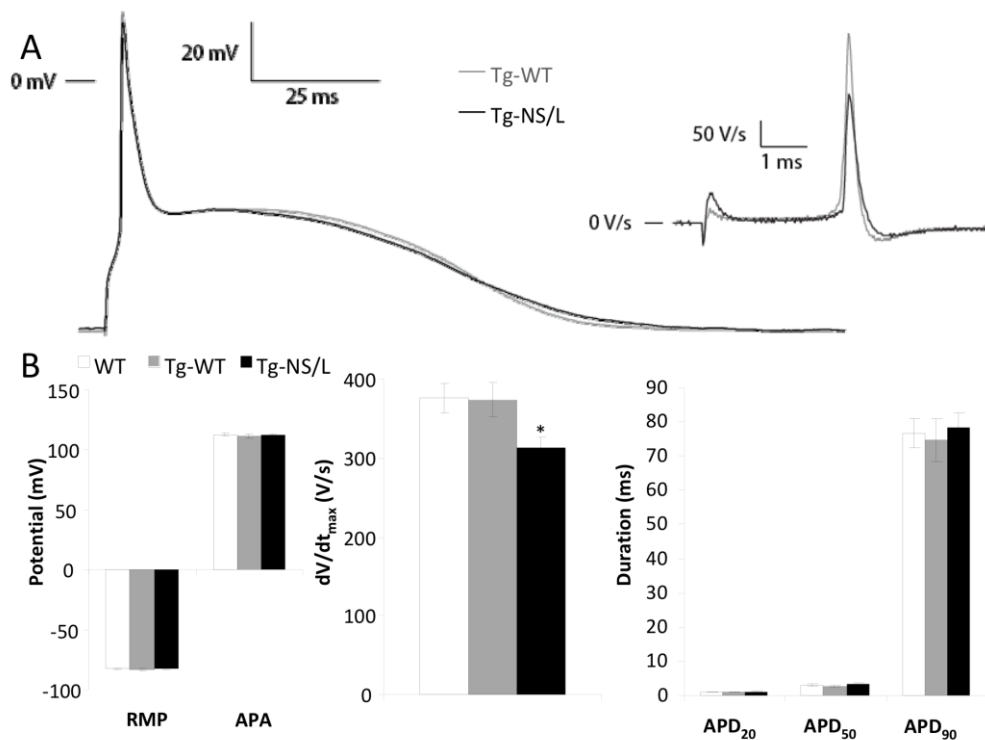 A
20 mV
0 mV
25 ms
Tg-WT
Tg-NS/L
50 V/s
1 ms
0 V/s
B
WT Tg-WT Tg-NS/L
Potential (mV)
150
100
50
0
-50
-100
RMP APA
dV/dtmax (V/s)
400
300
200
100
0
*
Duration (ms)
90
80
70
60
50
40
30
20
10
0
APD20 APD50 APD90